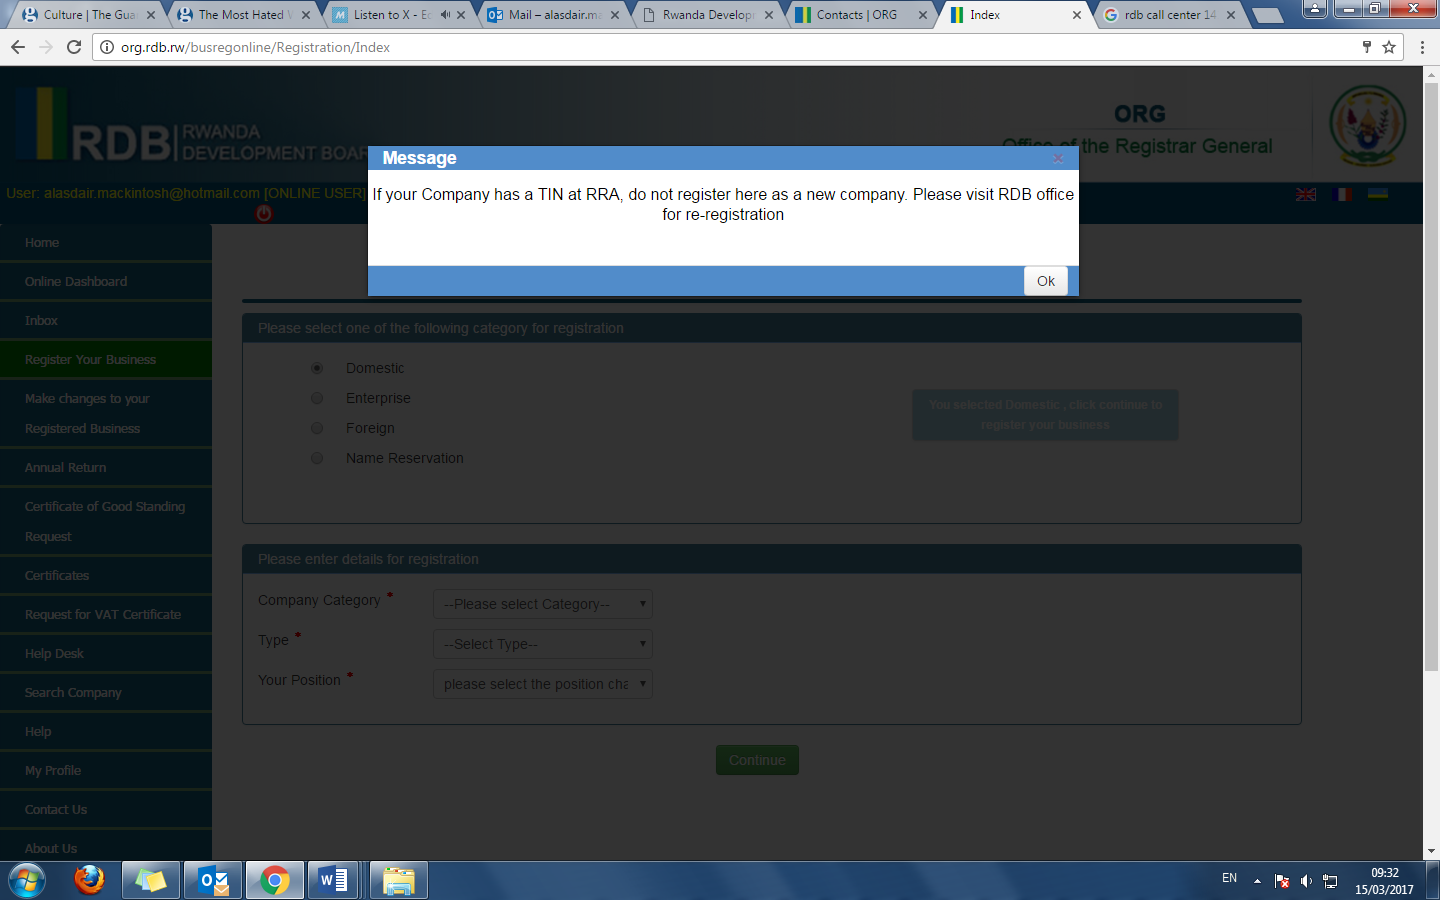 Culture | The Gua
The Most Hated
Listen to X - E
Mail – alasdair.ma
Rwanda Develop
Contacts | ORG
Index
rdb call center 14
org.rdb.rw/busregonline/Registration/Index
RDB
RWANDA
DEVELOPMENT BOAR
ORG
Office of the Registrar General
User: alasdair.mackintosh@hotmail.com [ONLINE USER]
Message
If your Company has a TIN at RRA, do not register here as a new company. Please visit RDB office
for re-registration
Ok
Home
Online Dashboard
Inbox
Register Your Business
Make changes to your
Registered Business
Annual Return
Certificate of Good Standing
Request
Certificates
Request for VAT Certificate
Help Desk
Search Company
Help
My Profile
Contact Us
About Us
Please select one of the following category for registration
Domestic
Enterprise
Foreign
Name Reservation
You selected Domestic , click continue to
register your business
Please enter details for registration
Company Category *
--Please select Category--
Type *
--Select Type--
Your Position *
please select the position cha
Continue
EN
09:32
15/03/2017